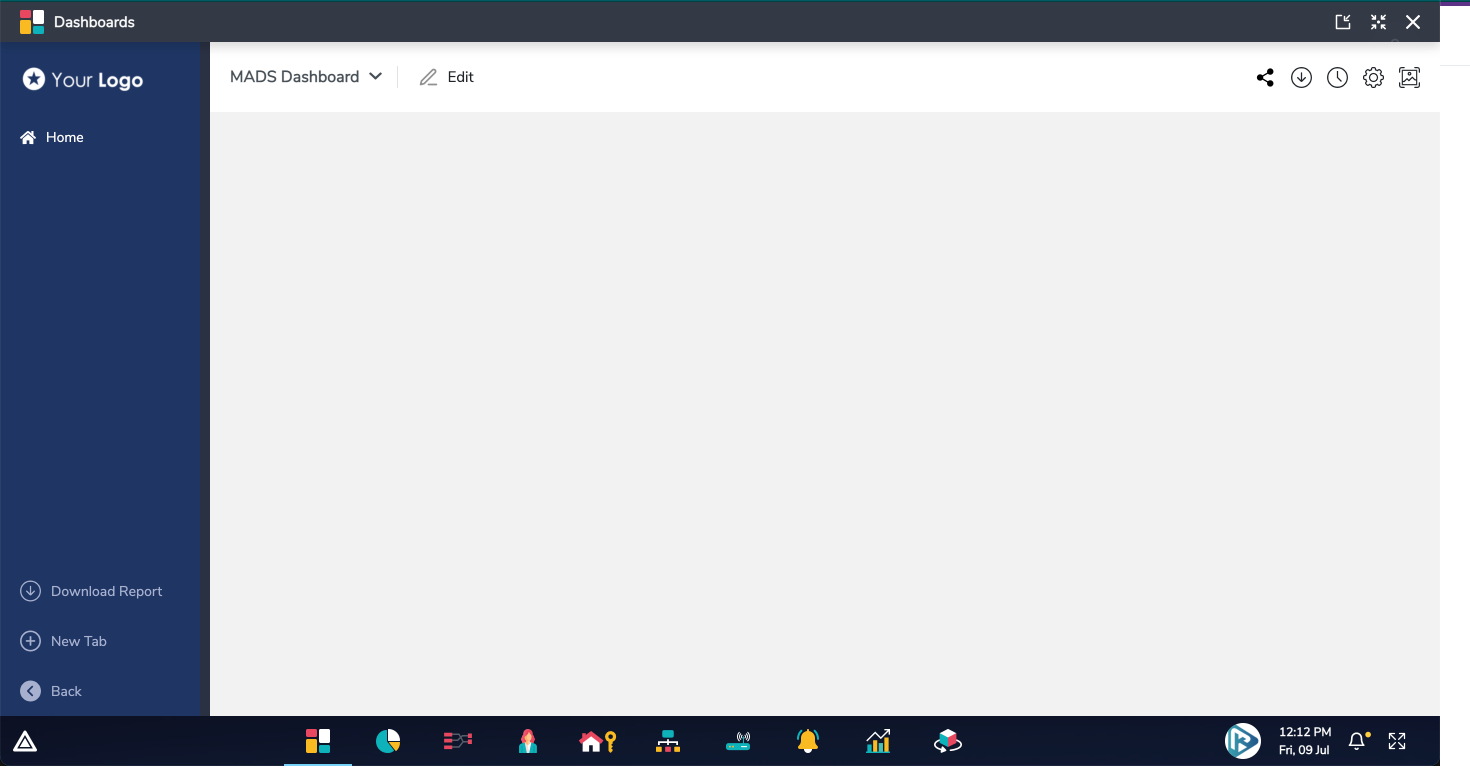 Dashboards
Your Logo
MADS Dashboard
Edit
Home
Download Report
New Tab
Back
12:12 PM
Fri, 09 Jul